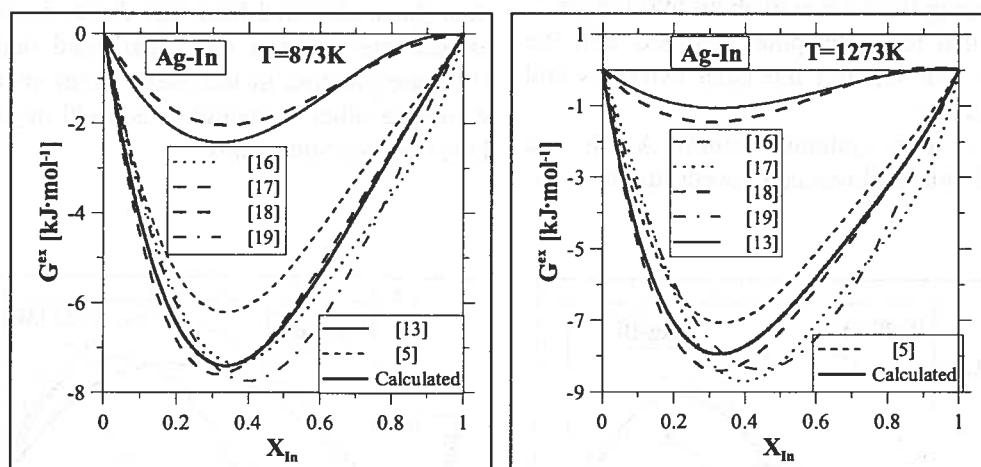 Ag-In T=873K
0
-2
-4
-6
-8
G^ex [kJ·mol^-1]
[16]
[17]
[18]
[19]
[13]
[5]
Calculated
0 0.2 0.4 0.6 0.8 1
X_In
Ag-In T=1273K
1
-1
-3
-5
-7
-9
G^ex [kJ·mol^-1]
[16]
[17]
[18]
[19]
[13]
[5]
Calculated
0 0.2 0.4 0.6 0.8 1
X_In